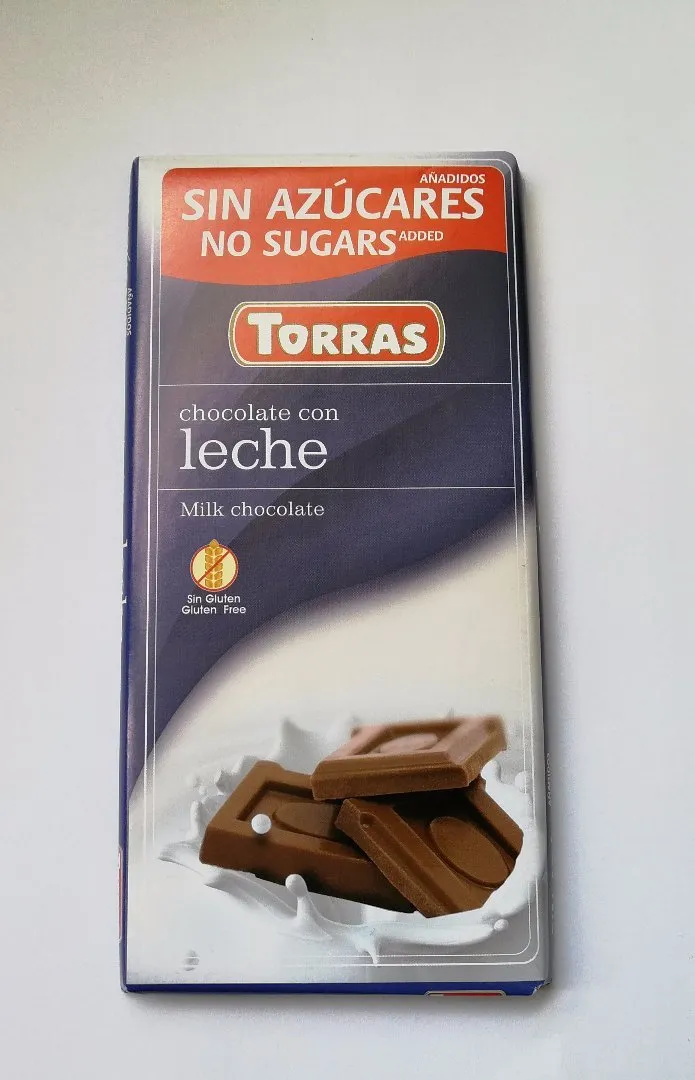 AÑADIDOS
SIN AZÚCARES
NO SUGARS ADDED
TORRAS
chocolate con
leche
Milk chocolate
Sin Gluten
Gluten Free